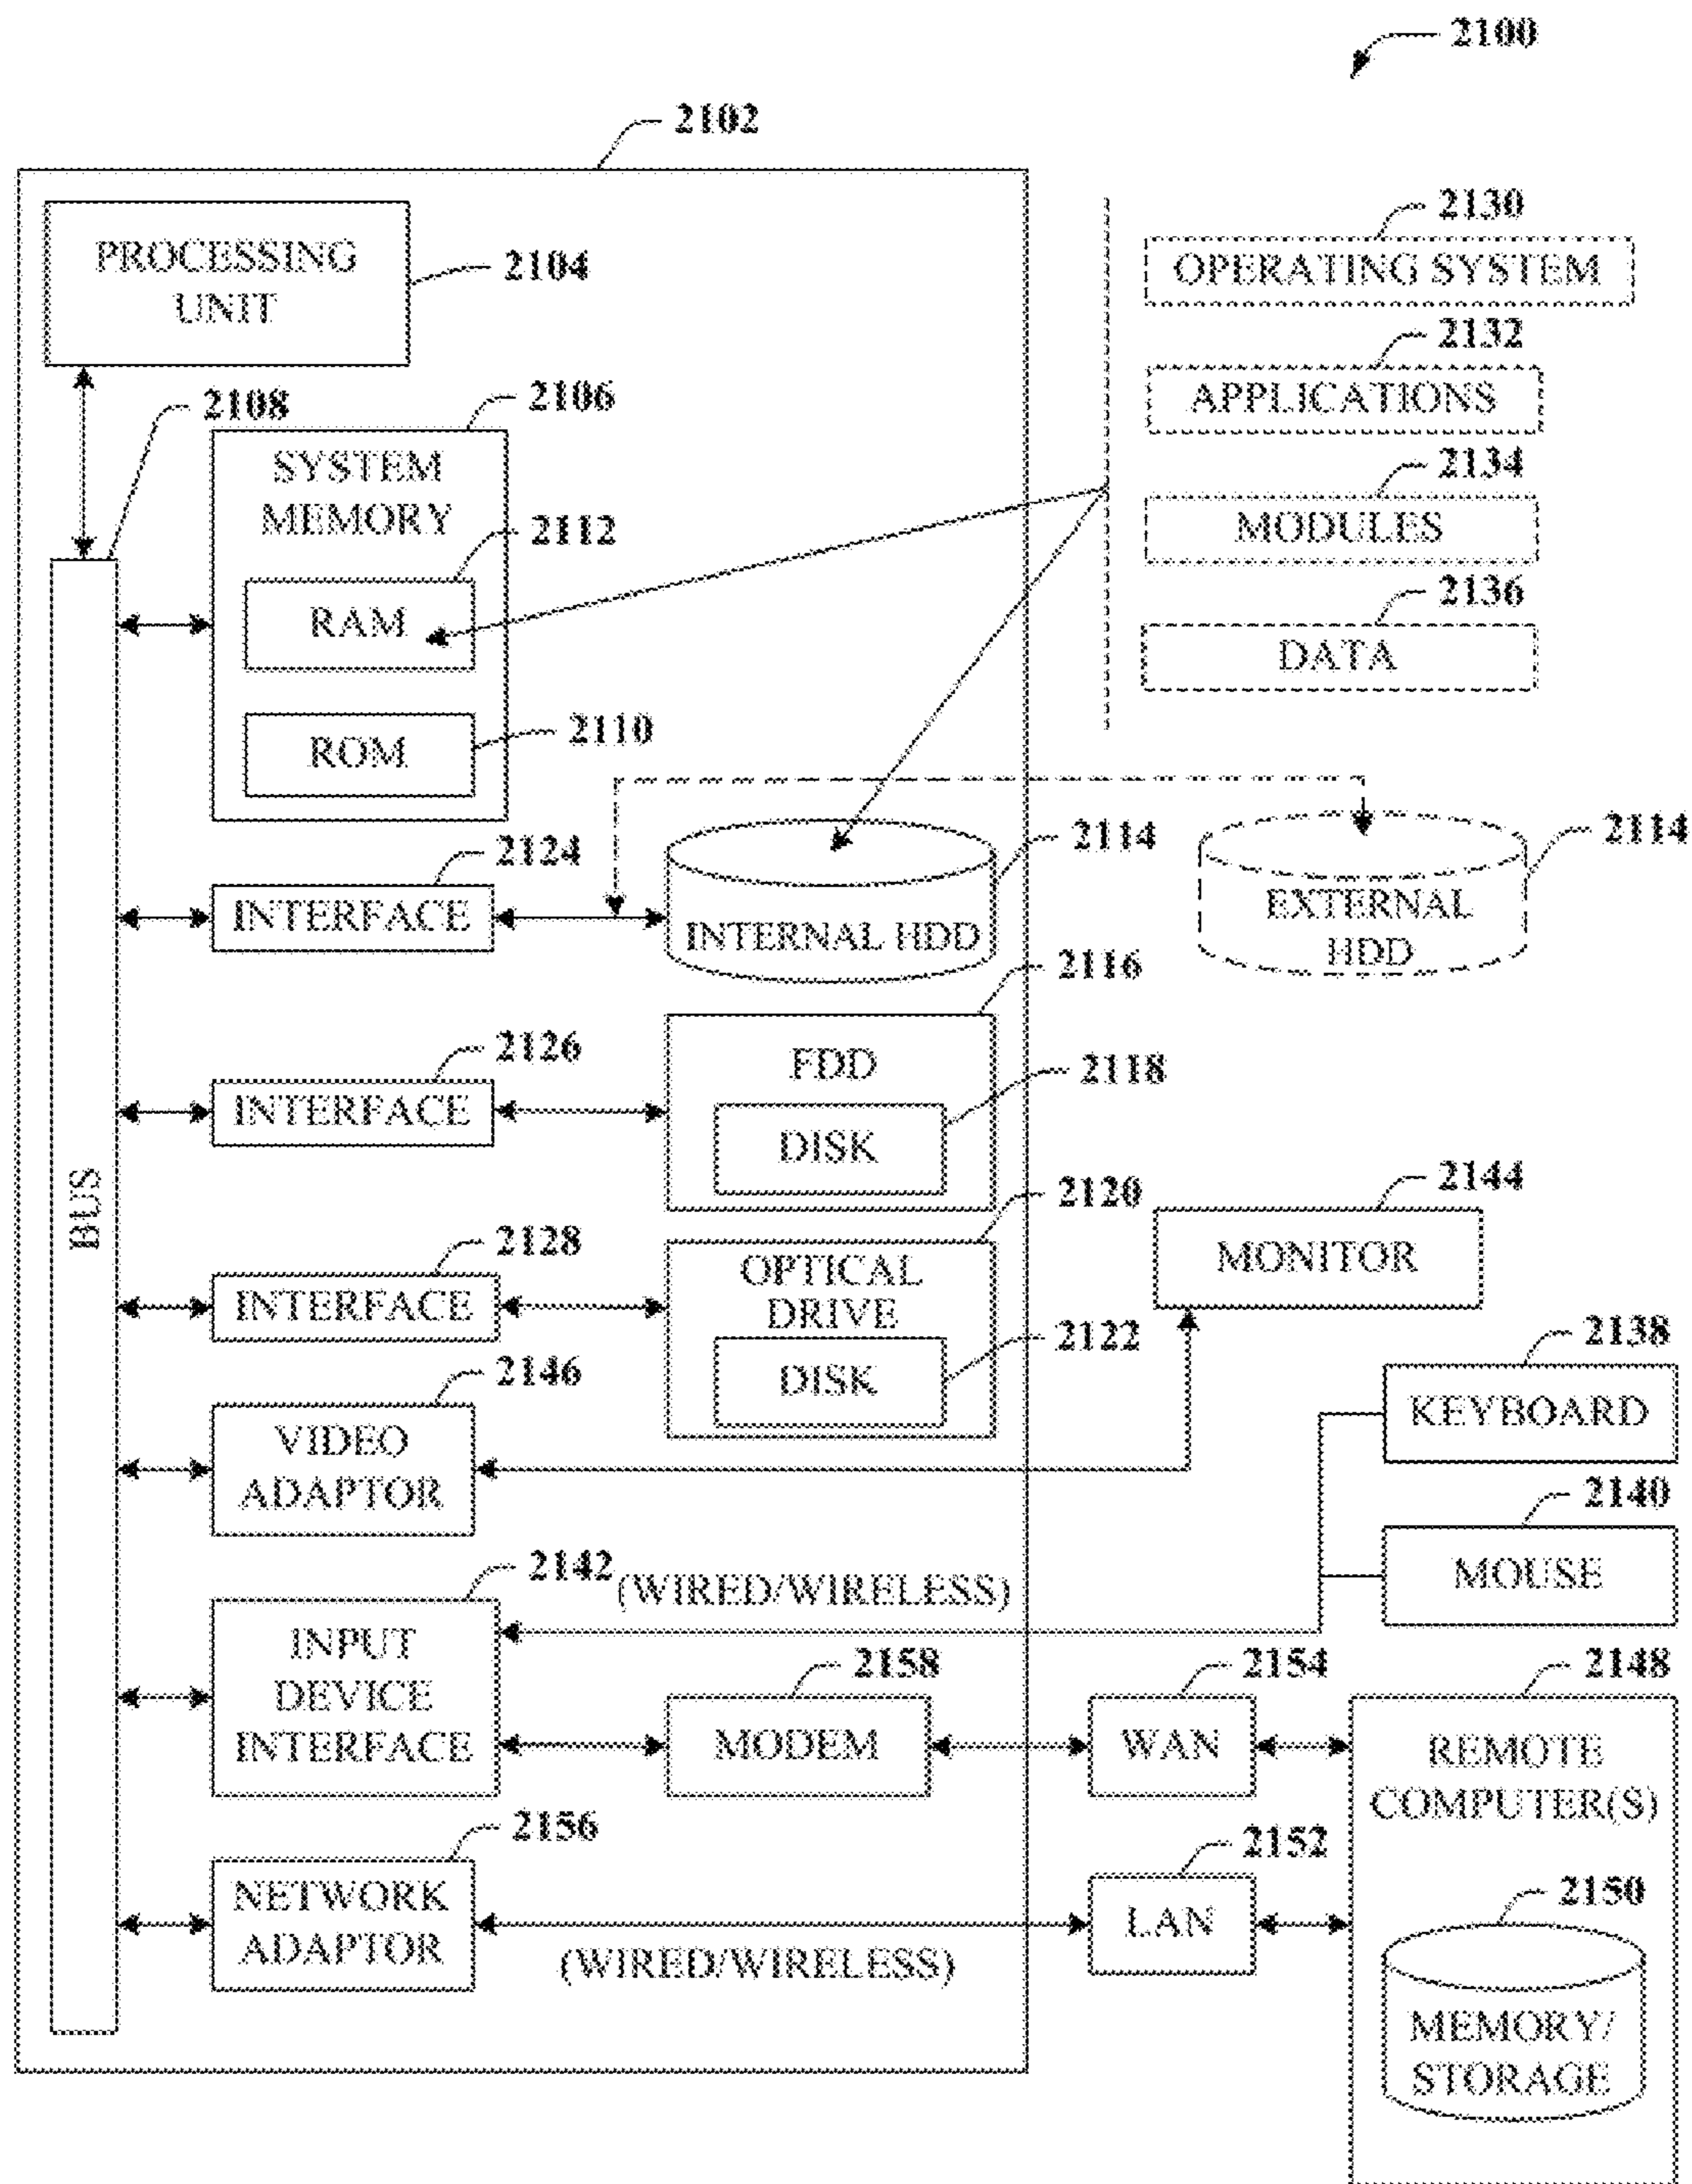 2100
2102
PROCESSING
UNIT
2104
2130
OPERATING SYSTEM
2132
APPLICATIONS
2134
MODULES
2136
DATA
2108
2106
SYSTEM
MEMORY
2112
RAM
2110
ROM
2124
INTERFACE
2114
INTERNAL HDD
2114
EXTERNAL
HDD
2126
INTERFACE
2116
FDD
2118
DISK
BUS
2128
INTERFACE
2120
OPTICAL
DRIVE
2122
DISK
2144
MONITOR
2146
VIDEO
ADAPTOR
2138
KEYBOARD
2140
MOUSE
2142
(WIRED/WIRELESS)
INPUT
DEVICE
INTERFACE
2158
MODEM
2154
WAN
2148
REMOTE
COMPUTER(S)
2156
NETWORK
ADAPTOR
(WIRED/WIRELESS)
2152
LAN
2150
MEMORY/
STORAGE